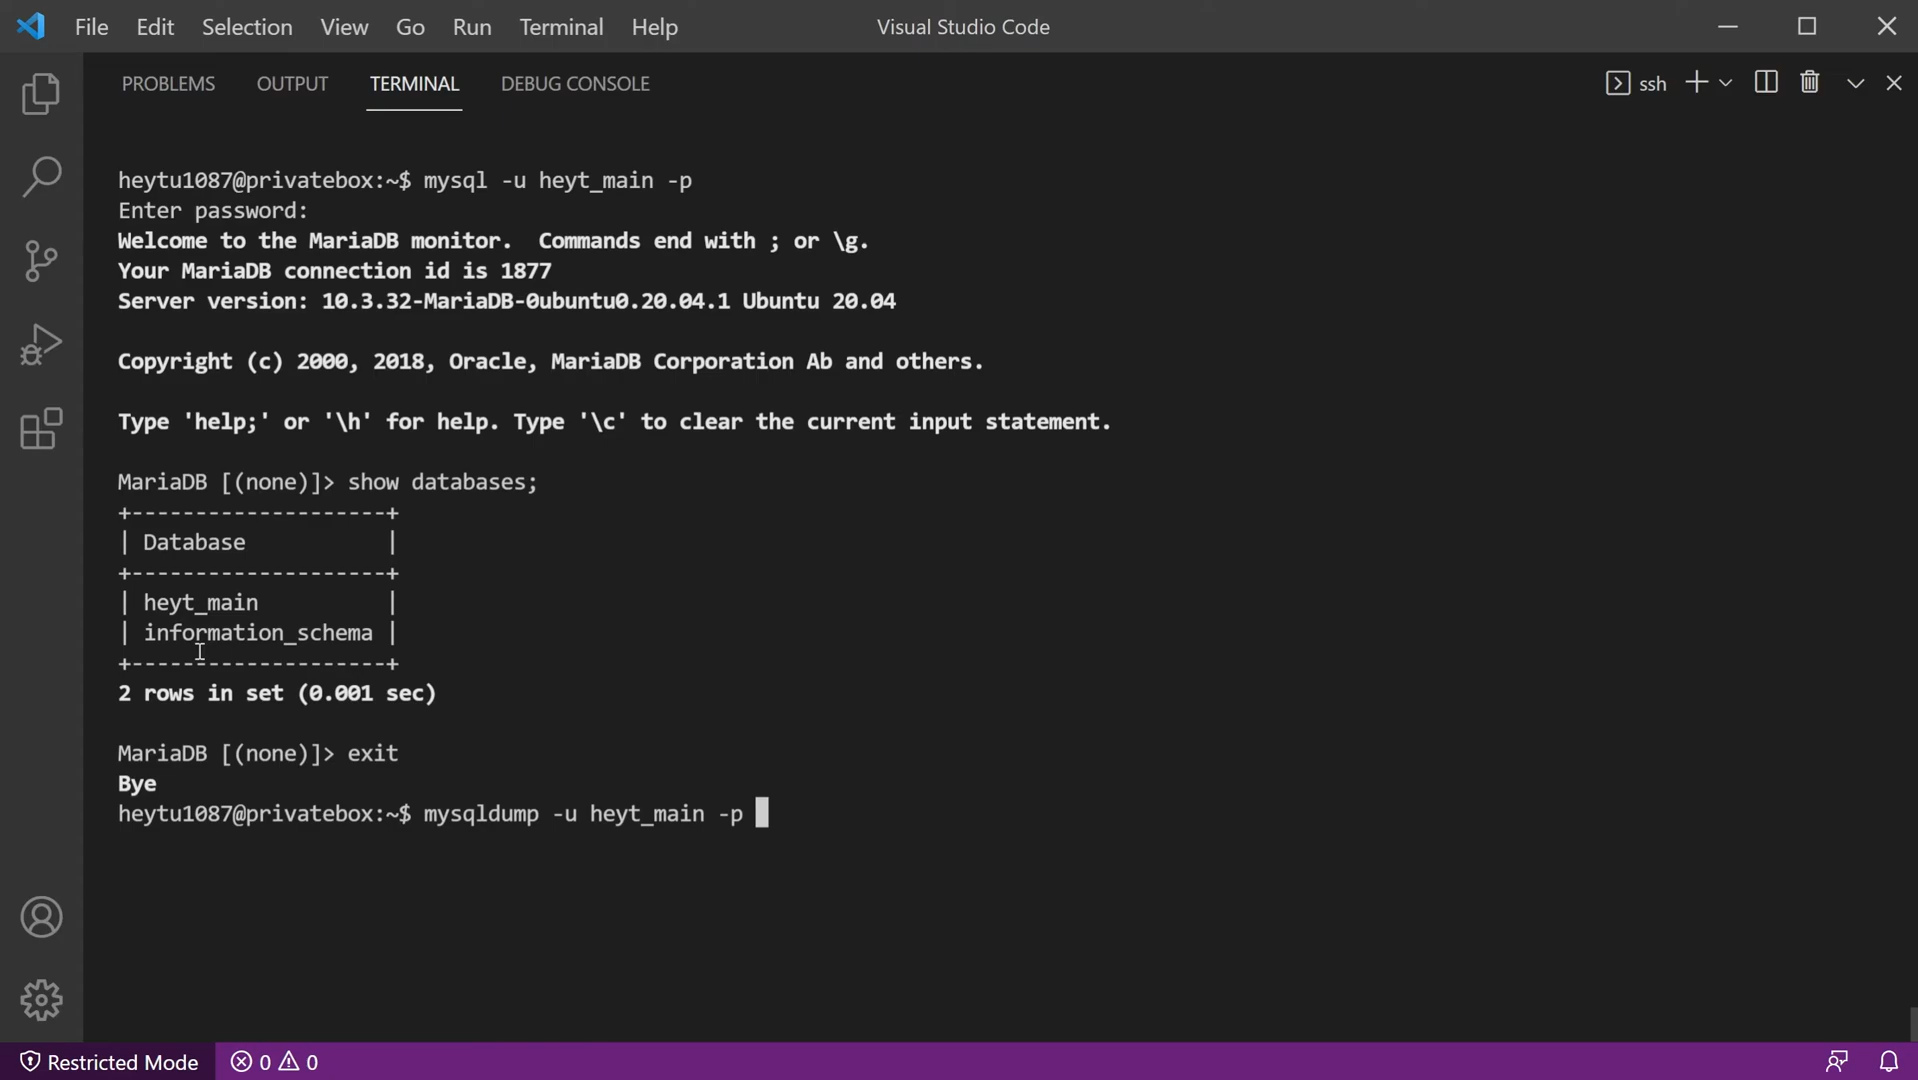 File Edit Selection View Go Run Terminal Help Visual Studio Code
PROBLEMS OUTPUT TERMINAL DEBUG CONSOLE ssh
heytu1087@privatebox:~$ mysql -u heyt_main -p
Enter password:
Welcome to the MariaDB monitor.  Commands end with ; or \g.
Your MariaDB connection id is 1877
Server version: 10.3.32-MariaDB-0ubuntu0.20.04.1 Ubuntu 20.04
Copyright (c) 2000, 2018, Oracle, MariaDB Corporation Ab and others.
Type 'help;' or '\h' for help. Type '\c' to clear the current input statement.
MariaDB [(none)]> show databases;
+--------------------+
| Database           |
+--------------------+
| heyt_main          |
| information_schema |
+--------------------+
2 rows in set (0.001 sec)
MariaDB [(none)]> exit
Bye
heytu1087@privatebox:~$ mysqldump -u heyt_main -p
Restricted Mode 0 0